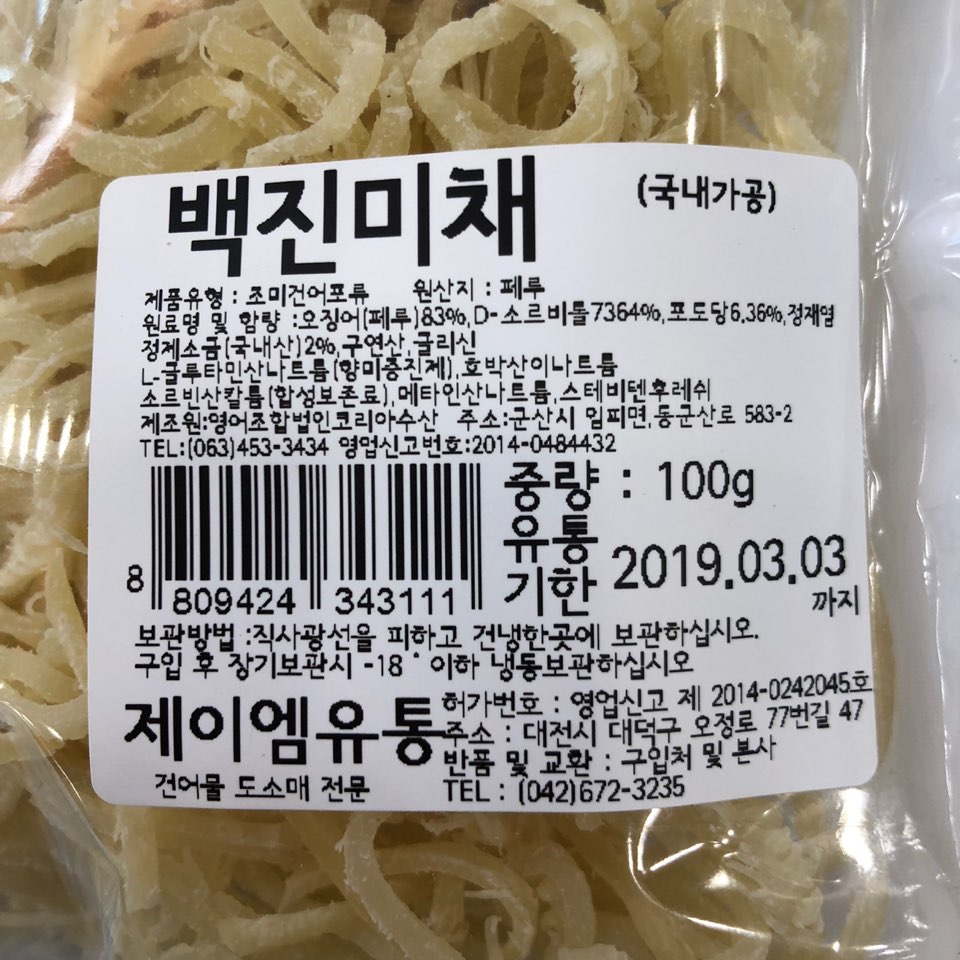 백진미채 (국내가공)
제품유형 : 조미건어포류 원산지 : 페루
원료명 및 함량 :오징어(페루)83%,D-소르비톨7364%,포도당6.36%,정재염
정제소금(국내산)2%,구연산,글리신
L-글루타민산나트륨(향미증진제),호박산이나트륨
소르빈산칼륨(합성보존료),메타인산나트륨,스테비텐후레쉬
제조원:영어조합법인코리아수산 주소:군산시 임피면,동군산로 583-2
TEL:(063)453-3434 영업신고번호:2014-0484432
중량 : 100g
유통기한 2019.03.03 까지
8 809424 343111
보관방법 :직사광선을 피하고 건냉한곳에 보관하십시오.
구입 후 장기보관시 -18° 이하 냉동보관하십시오
제이엠유통
건어물 도소매 전문
허가번호 : 영업신고 제 2014-0242045호
주소 : 대전시 대덕구 오정로 77번길 47
반품 및 교환 : 구입처 및 본사
TEL : (042)672-3235